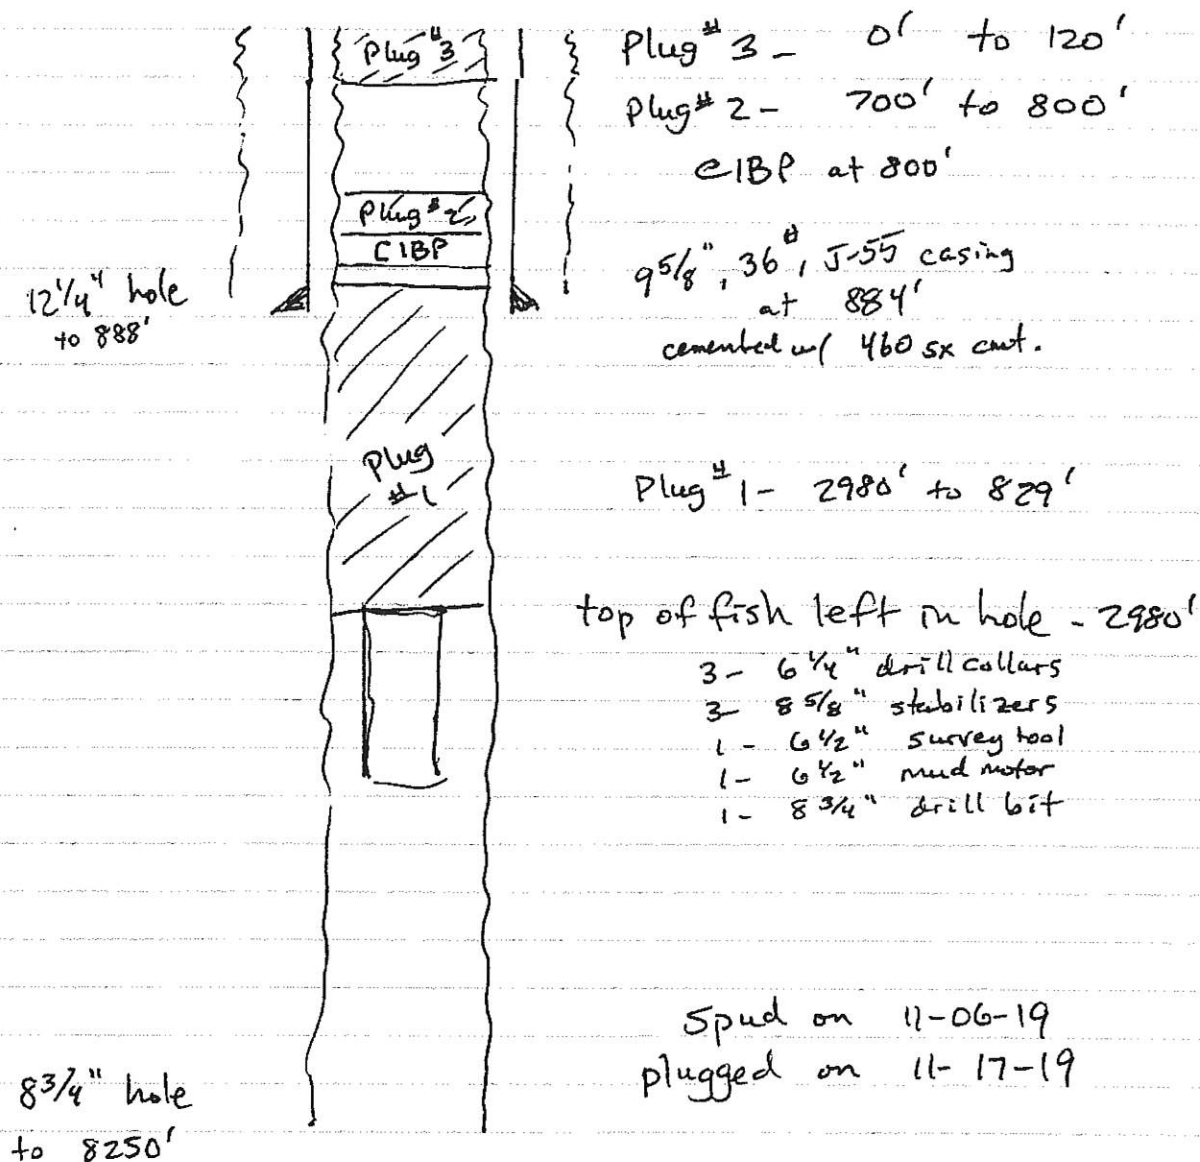 Plug #3
Plug #3 - 0' to 120'
Plug #2 - 700' to 800'
CIBP at 800'
Plug #2
CIBP
9 5/8", 36#, J-55 casing
at 884'
cemented w/ 460 sx cmt.
12 1/4" hole
to 888'
Plug
#1
Plug #1 - 2980' to 829'
top of fish left in hole - 2980'
3 - 6 1/4" drill collars
3 - 8 5/8" stabilizers
1 - 6 1/2" survey tool
1 - 6 1/2" mud motor
1 - 8 3/4" drill bit
Spud on 11-06-19
plugged on 11-17-19
8 3/4" hole
to 8250'